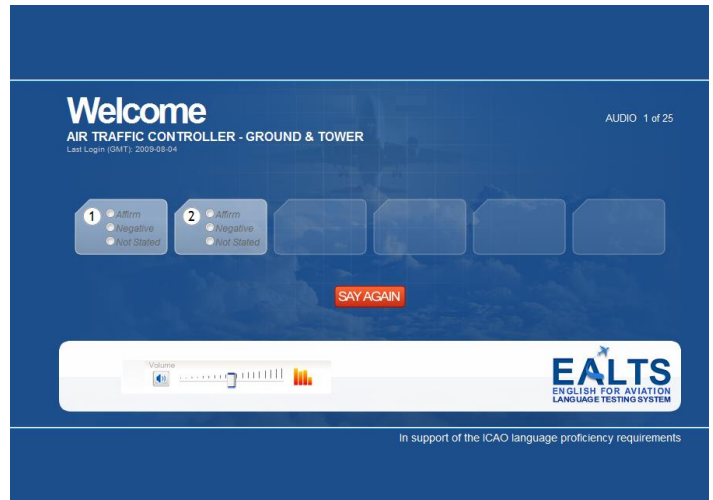 Welcome
AIR TRAFFIC CONTROLLER - GROUND & TOWER
Last Login (GMT): 2009-08-04
AUDIO 1 of 25
1
Affirm
Negative
Not Stated
2
Affirm
Negative
Not Stated
SAY AGAIN
Volume
EALTS
ENGLISH FOR AVIATION
LANGUAGE TESTING SYSTEM
In support of the ICAO language proficiency requirements